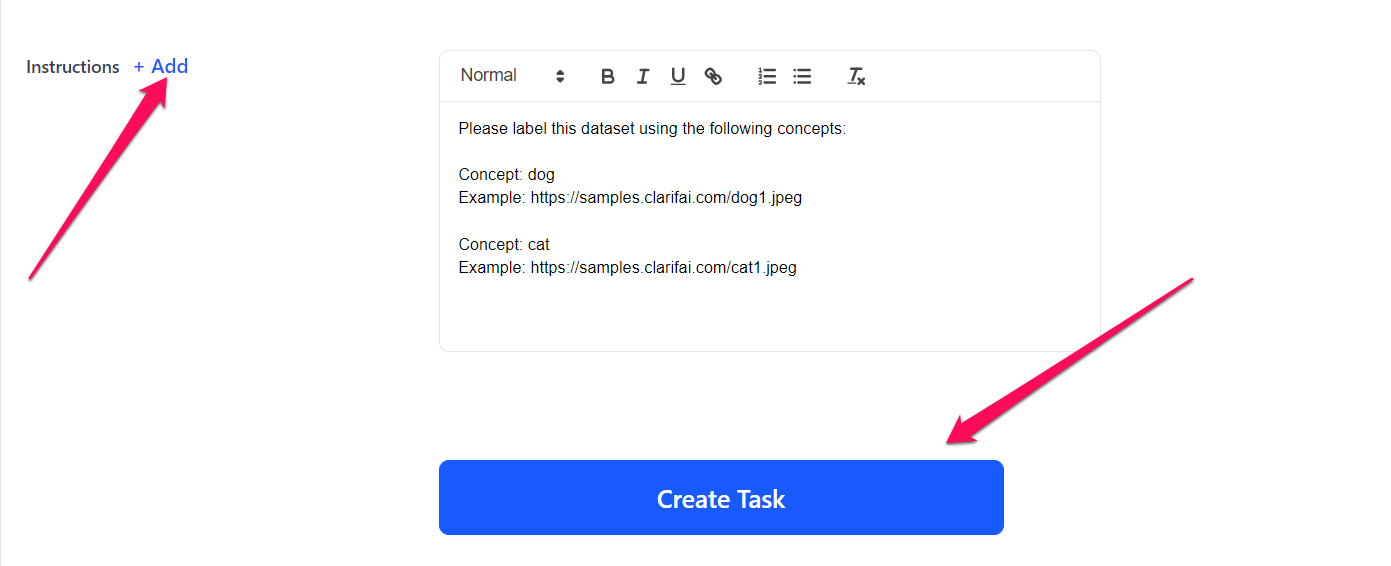 Instructions + Add
Normal
Please label this dataset using the following concepts:
Concept: dog
Example: https://samples.clarifai.com/dog1.jpeg
Concept: cat
Example: https://samples.clarifai.com/cat1.jpeg
Create Task